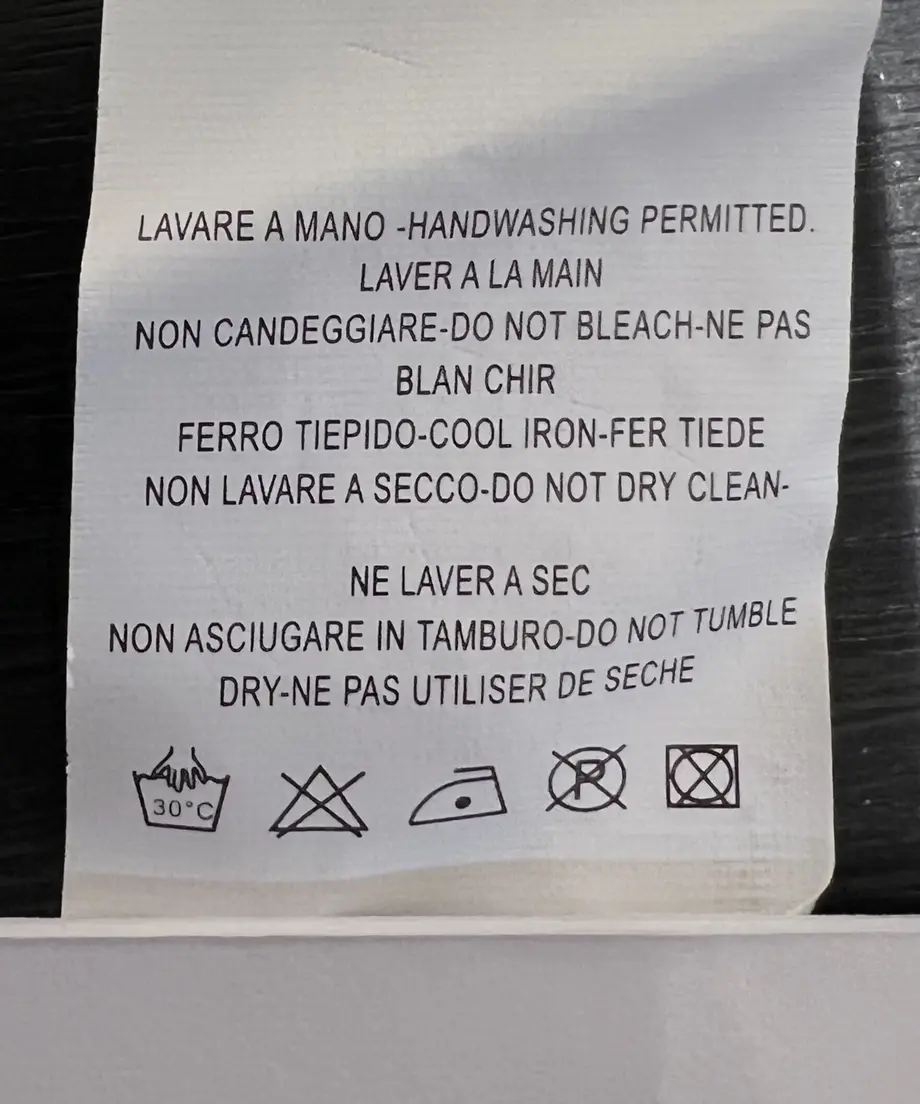 LAVARE A MANO -HANDWASHING PERMITTED.
LAVER A LA MAIN
NON CANDEGGIARE-DO NOT BLEACH-NE PAS
BLAN CHIR
FERRO TIEPIDO-COOL IRON-FER TIEDE
NON LAVARE A SECCO-DO NOT DRY CLEAN-
NE LAVER A SEC
NON ASCIUGARE IN TAMBURO-DO NOT TUMBLE
DRY-NE PAS UTILISER DE SECHE
30°C P